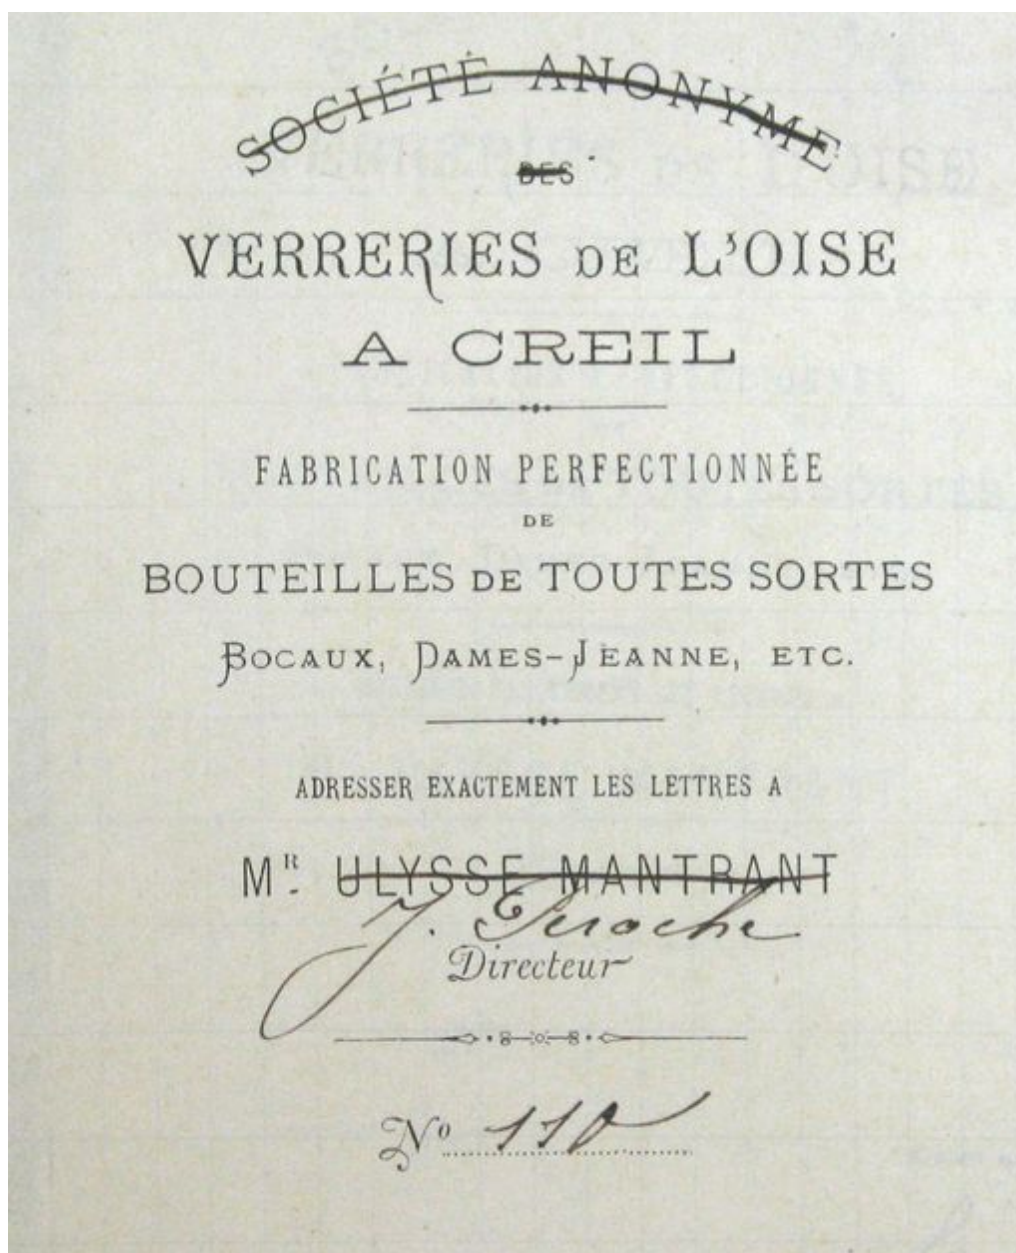 SOCIÉTÉ ANONYME
DES
VERRERIES DE L'OISE
A CREIL
FABRICATION PERFECTIONNÉE
DE
BOUTEILLES DE TOUTES SORTES
BOCAUX, DAMES-JEANNE, ETC.
ADRESSER EXACTEMENT LES LETTRES A
MR. ULYSSE MANTRANT
J. Peroche
Directeur
No 110